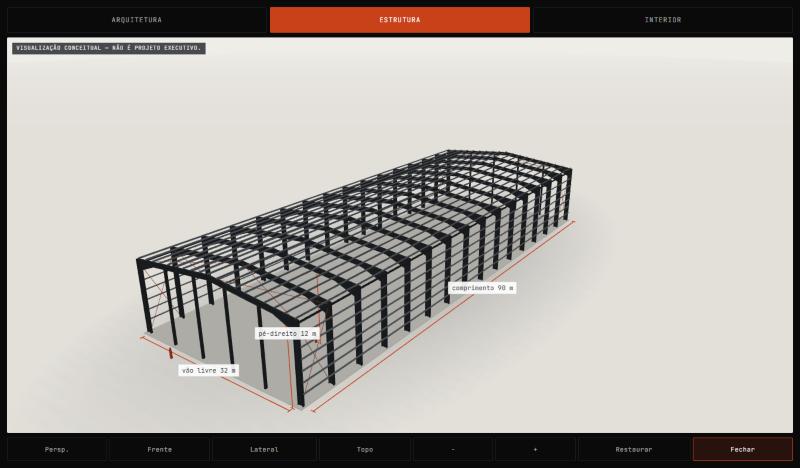 ARQUITETURA
ESTRUTURA
INTERIOR
VISUALIZAÇÃO CONCEITUAL — NÃO É PROJETO EXECUTIVO.
comprimento 90 m
pé-direito 12 m
vão livre 32 m
Persp.
Frente
Lateral
Topo
-
+
Restaurar
Fechar